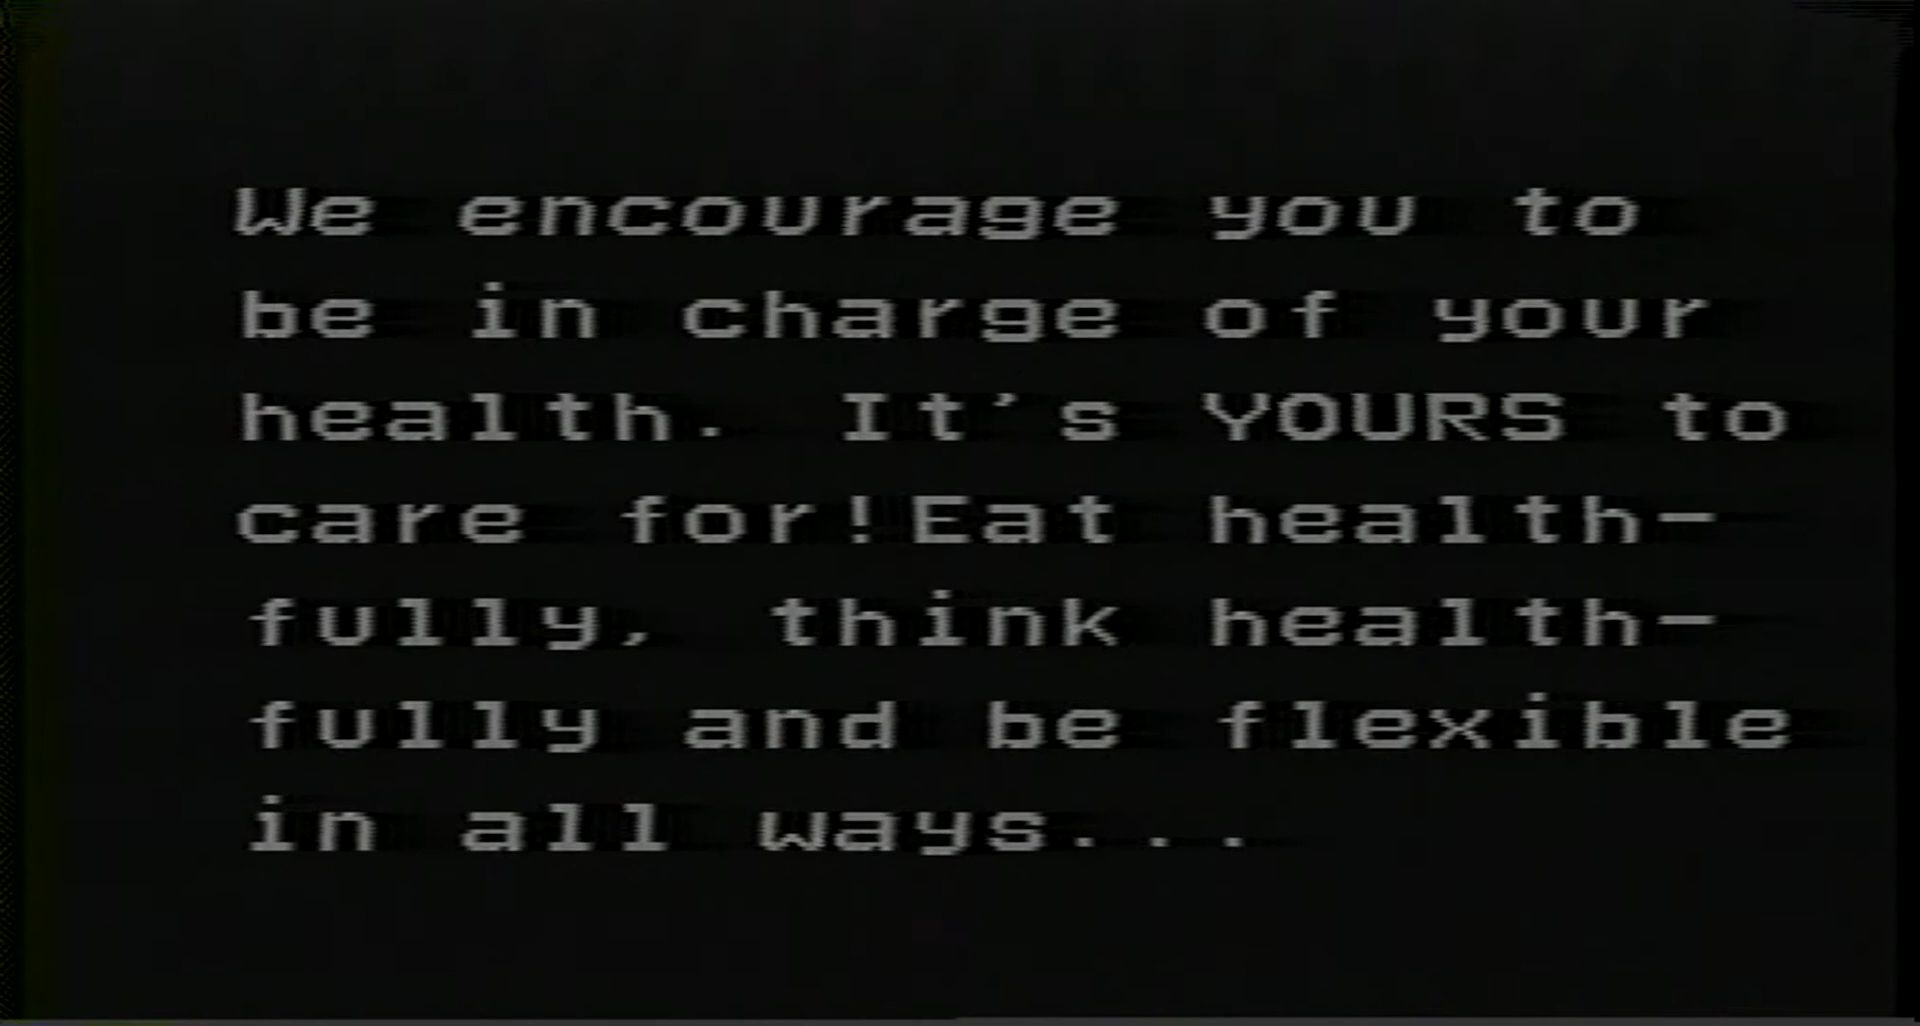 We encourage you to
be in charge of your
health. It's YOURS to
care for!Eat health-
fully, think health-
fully and be flexible
in all ways...